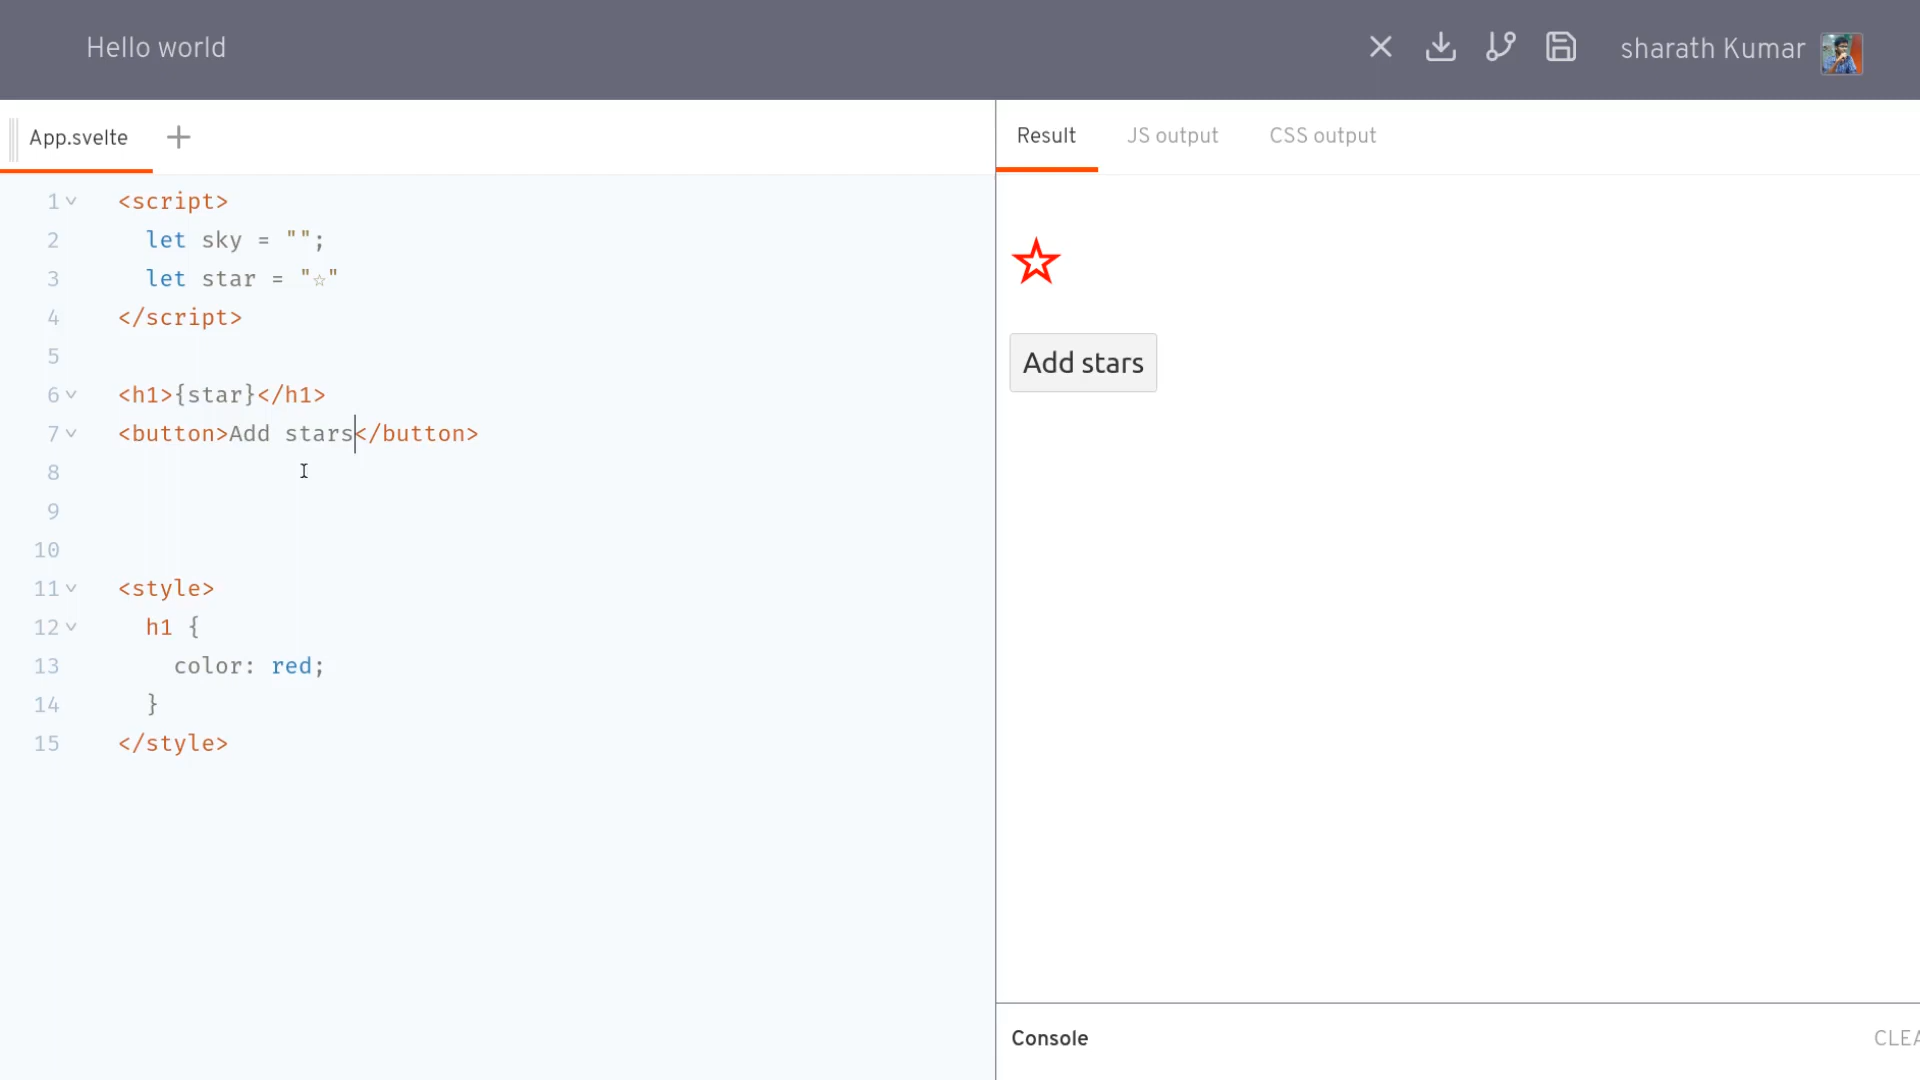 Hello world
sharath Kumar
App.svelte
Result JS output CSS output
1 <script>
2 let sky = "";
3 let star = "☆"
4 </script>
5
6 <h1>{star}</h1>
7 <button>Add stars</button>
8
9
10
11 <style>
12 h1 {
13 color: red;
14 }
15 </style>
☆
Add stars
Console
CLEA